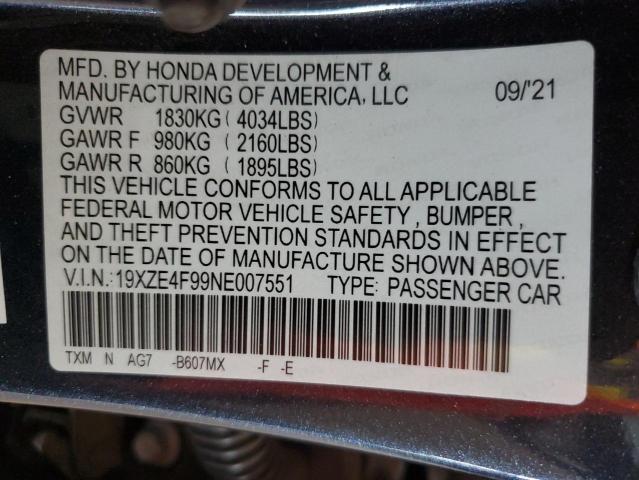 MFD. BY HONDA DEVELOPMENT &
MANUFACTURING OF AMERICA, LLC 09/'21
GVWR 1830KG (4034LBS)
GAWR F 980KG (2160LBS)
GAWR R 860KG (1895LBS)
THIS VEHICLE CONFORMS TO ALL APPLICABLE
FEDERAL MOTOR VEHICLE SAFETY, BUMPER,
AND THEFT PREVENTION STANDARDS IN EFFECT
ON THE DATE OF MANUFACTURE SHOWN ABOVE.
V.I.N.:19XZE4F99NE007551 TYPE: PASSENGER CAR
TXM N AG7 -B607MX -F -E